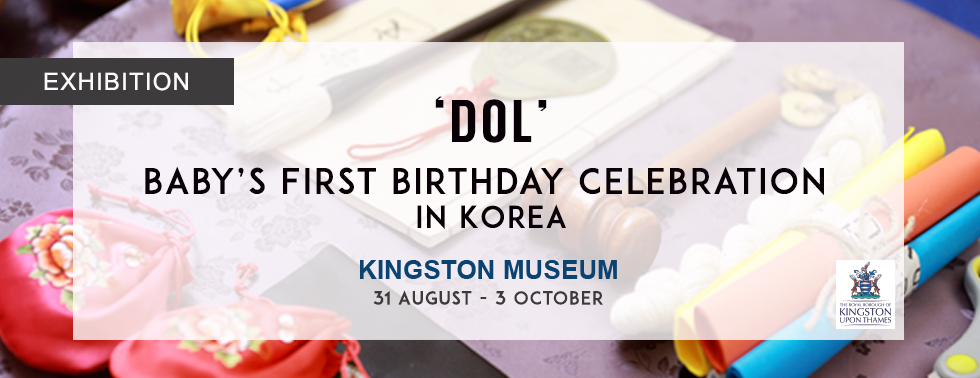 EXHIBITION
‘DOL’
BABY’S FIRST BIRTHDAY CELEBRATION
IN KOREA
KINGSTON MUSEUM
31 AUGUST - 3 OCTOBER
THE ROYAL BOROUGH OF
KINGSTON
UPON THAMES